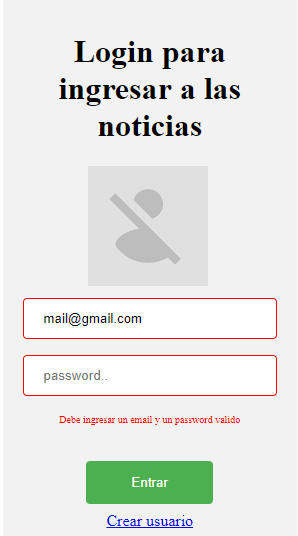 Login para
ingresar a las
noticias
mail@gmail.com
password..
Debe ingresar un email y un password valido
Entrar
Crear usuario